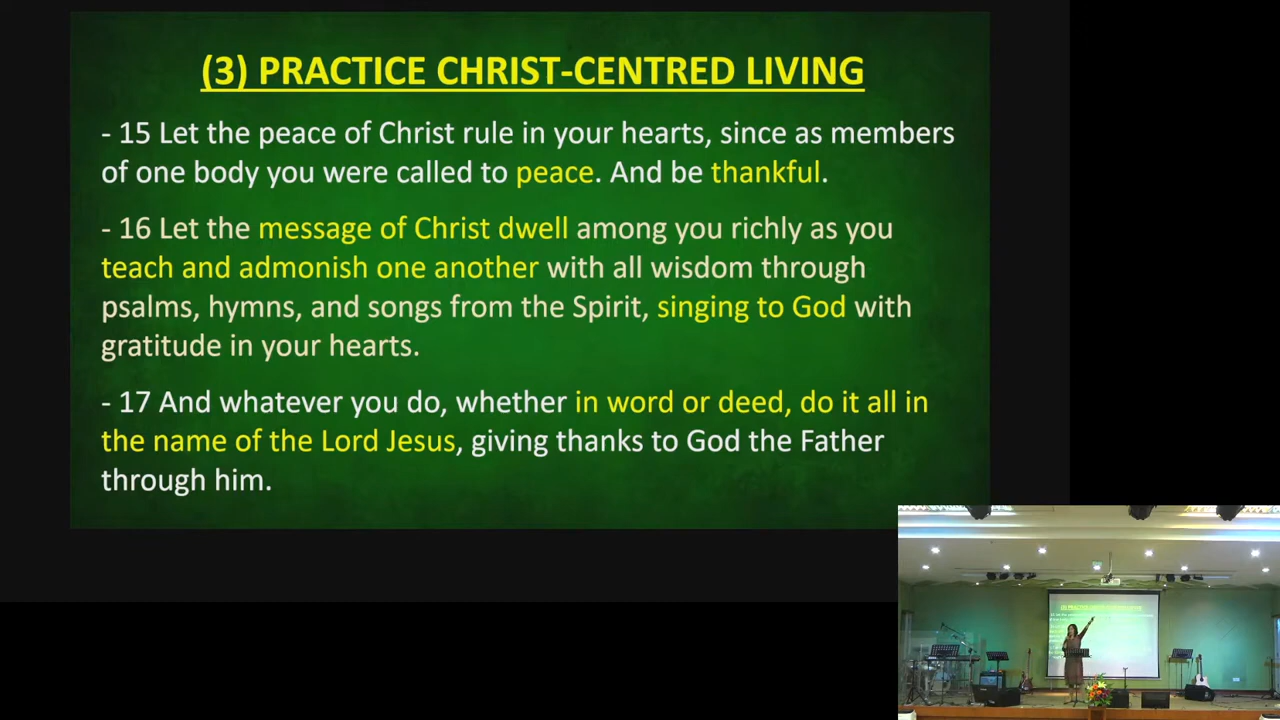 (3) PRACTICE CHRIST-CENTRED LIVING
- 15 Let the peace of Christ rule in your hearts, since as members
of one body you were called to peace. And be thankful.
- 16 Let the message of Christ dwell among you richly as you
teach and admonish one another with all wisdom through
psalms, hymns, and songs from the Spirit, singing to God with
gratitude in your hearts.
- 17 And whatever you do, whether in word or deed, do it all in
the name of the Lord Jesus, giving thanks to God the Father
through him.